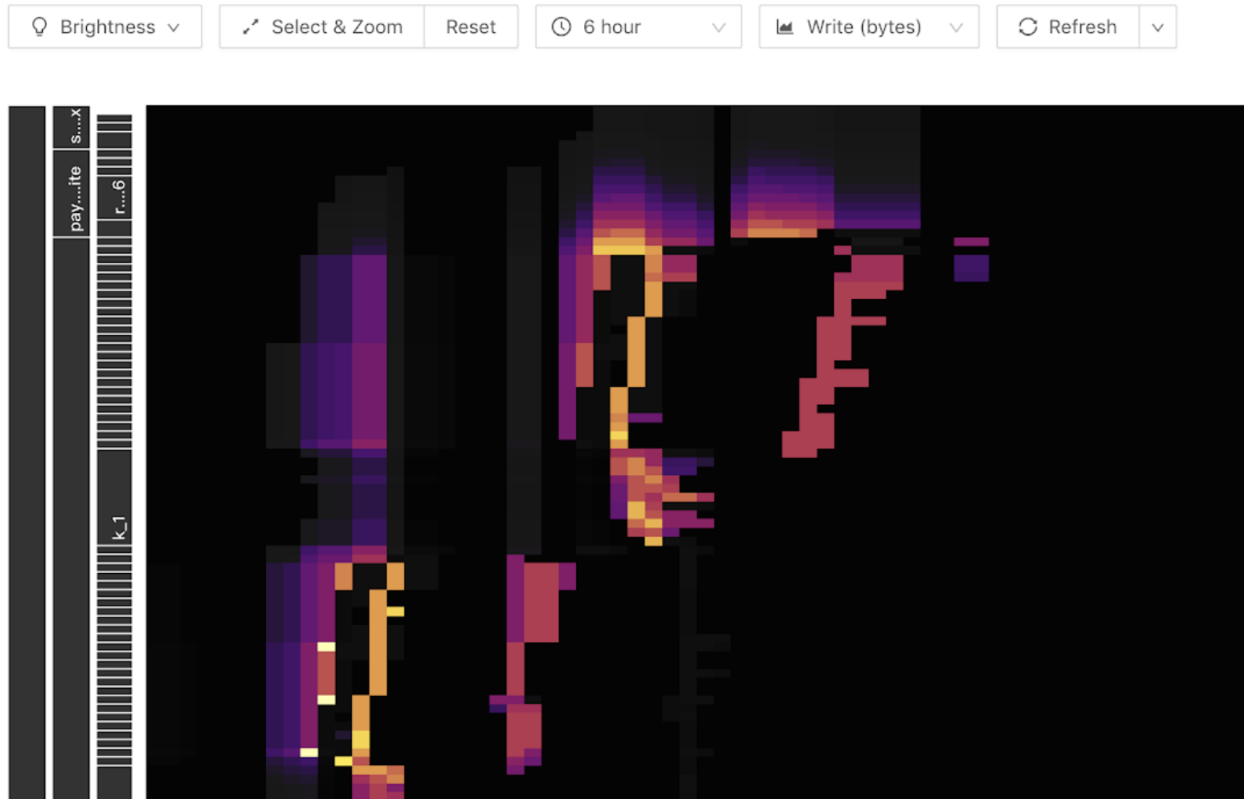 Brightness Select & Zoom Reset 6 hour Write (bytes) Refresh
s....x
pay....ite
r....6
k_1